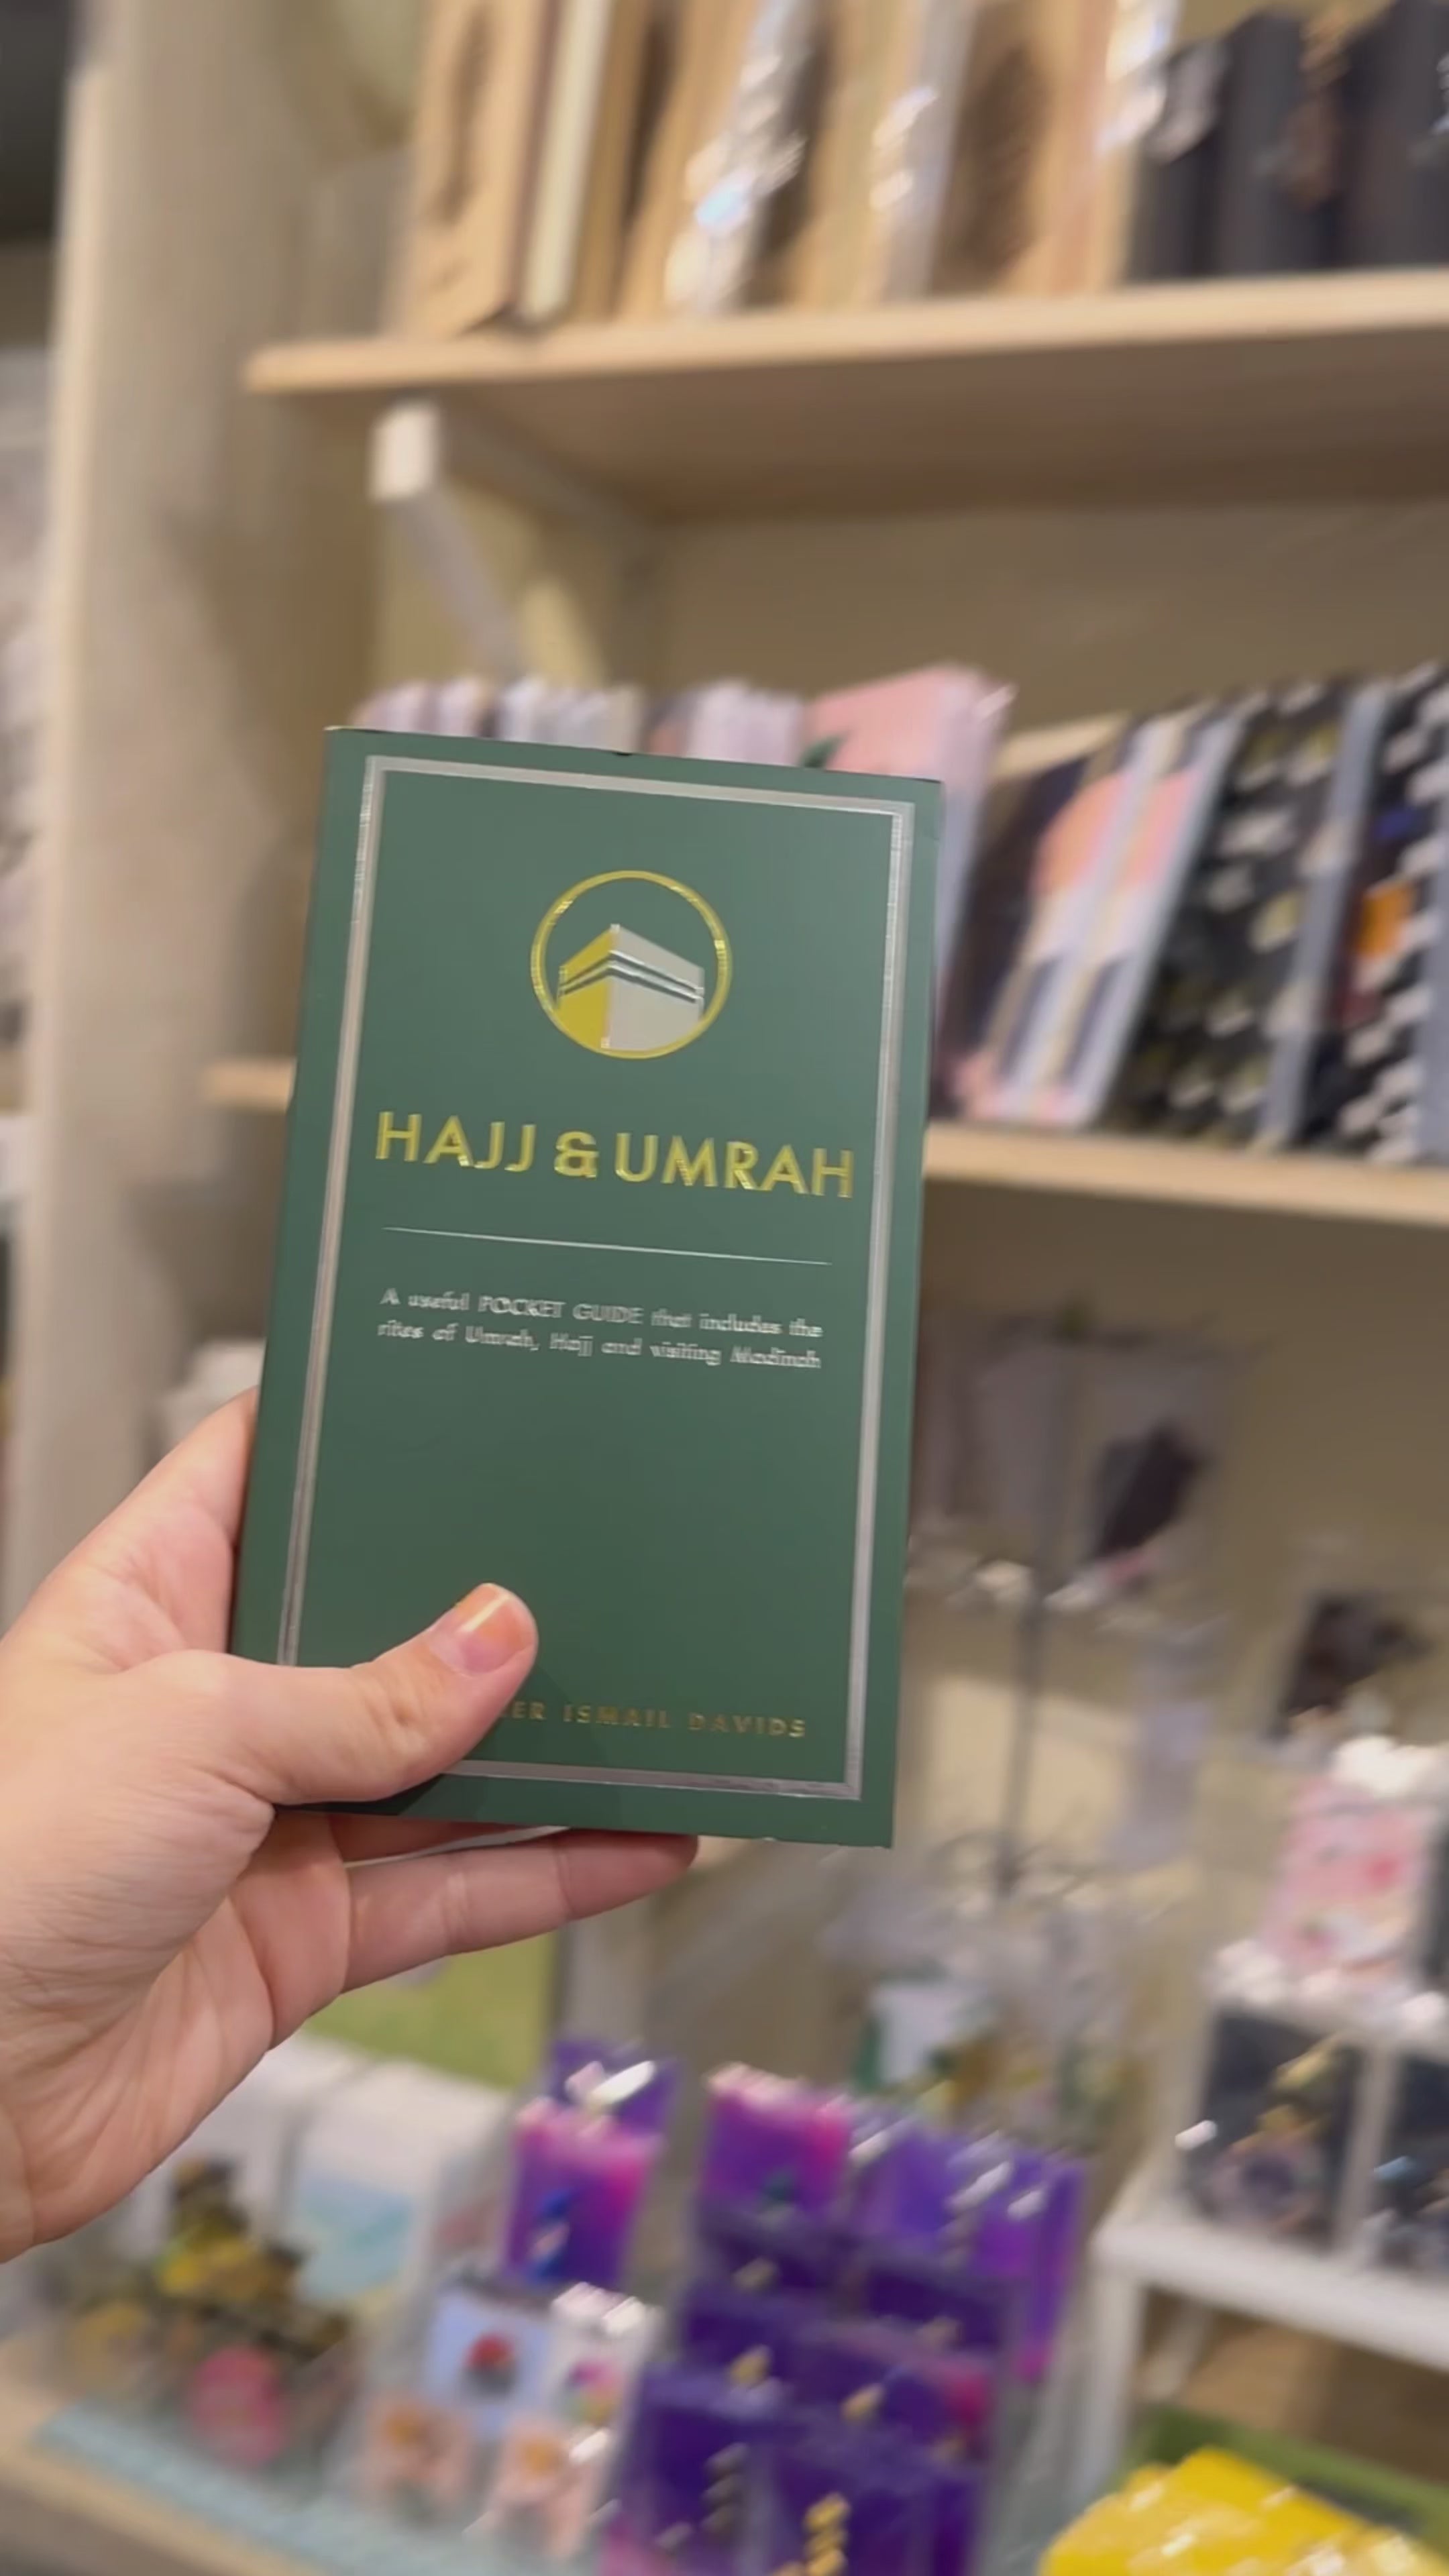 HAJJ & UMRAH
A useful POCKET GUIDE that includes the
rites of Umrah, Hajj and visiting Madinah
ISMAIL DAVIDS